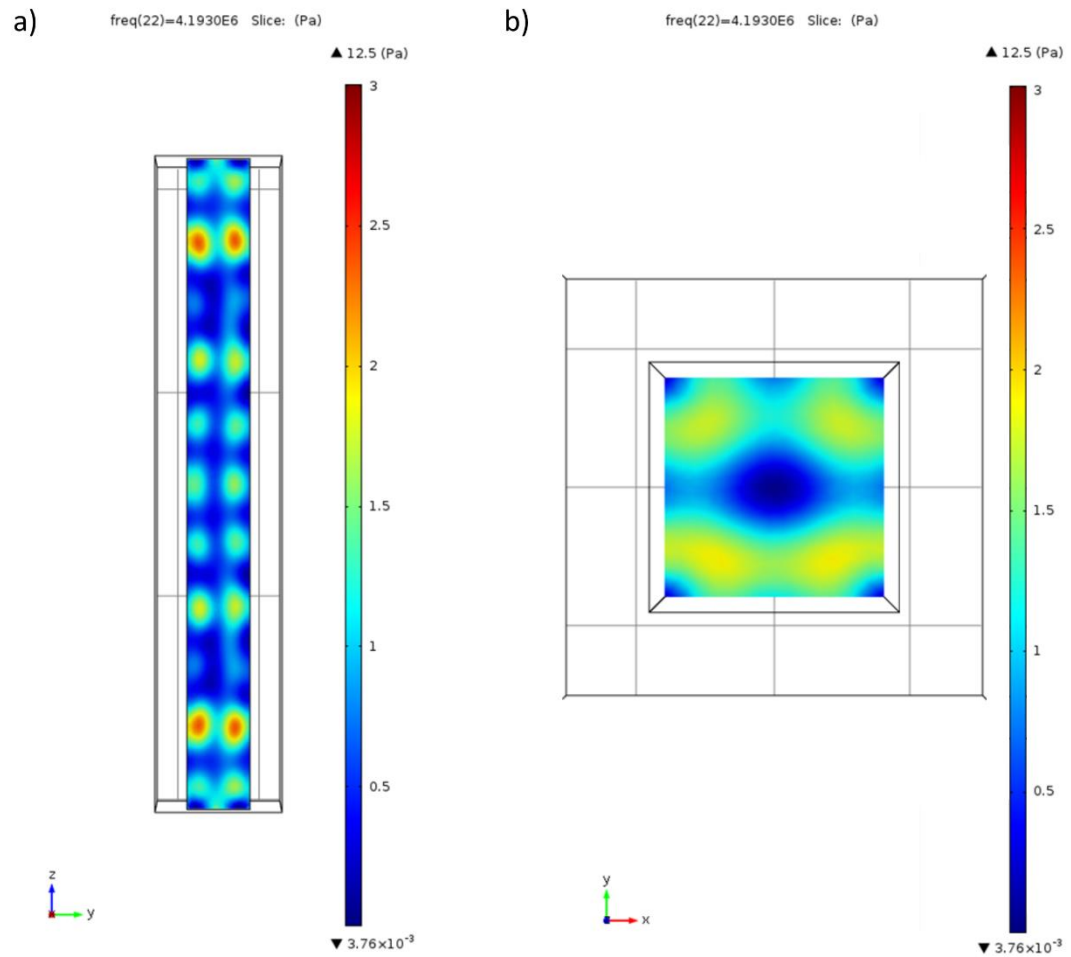 a)
freq(22)=4.1930E6 Slice: (Pa)
▲ 12.5 (Pa)
3
2.5
2
1.5
1
0.5
▼ 3.76×10⁻³
z
y
b)
freq(22)=4.1930E6 Slice: (Pa)
▲ 12.5 (Pa)
3
2.5
2
1.5
1
0.5
▼ 3.76×10⁻³
y
x